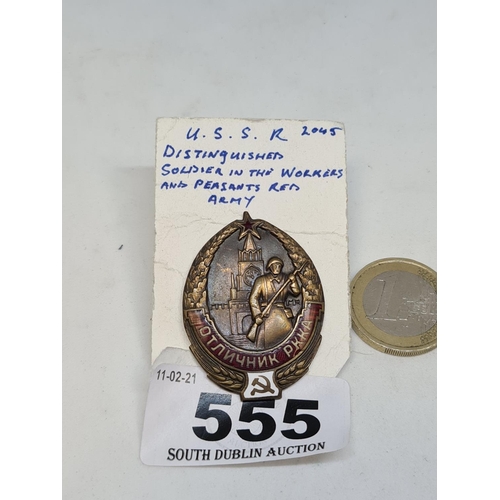 U.S.S.R 2045
DISTINGUISHED
SOLDIER IN THE WORKERS
AND PEASANTS RED
ARMY
ОТЛИЧНИК РККА
11-02-21
555
SOUTH DUBLIN AUCTION
1